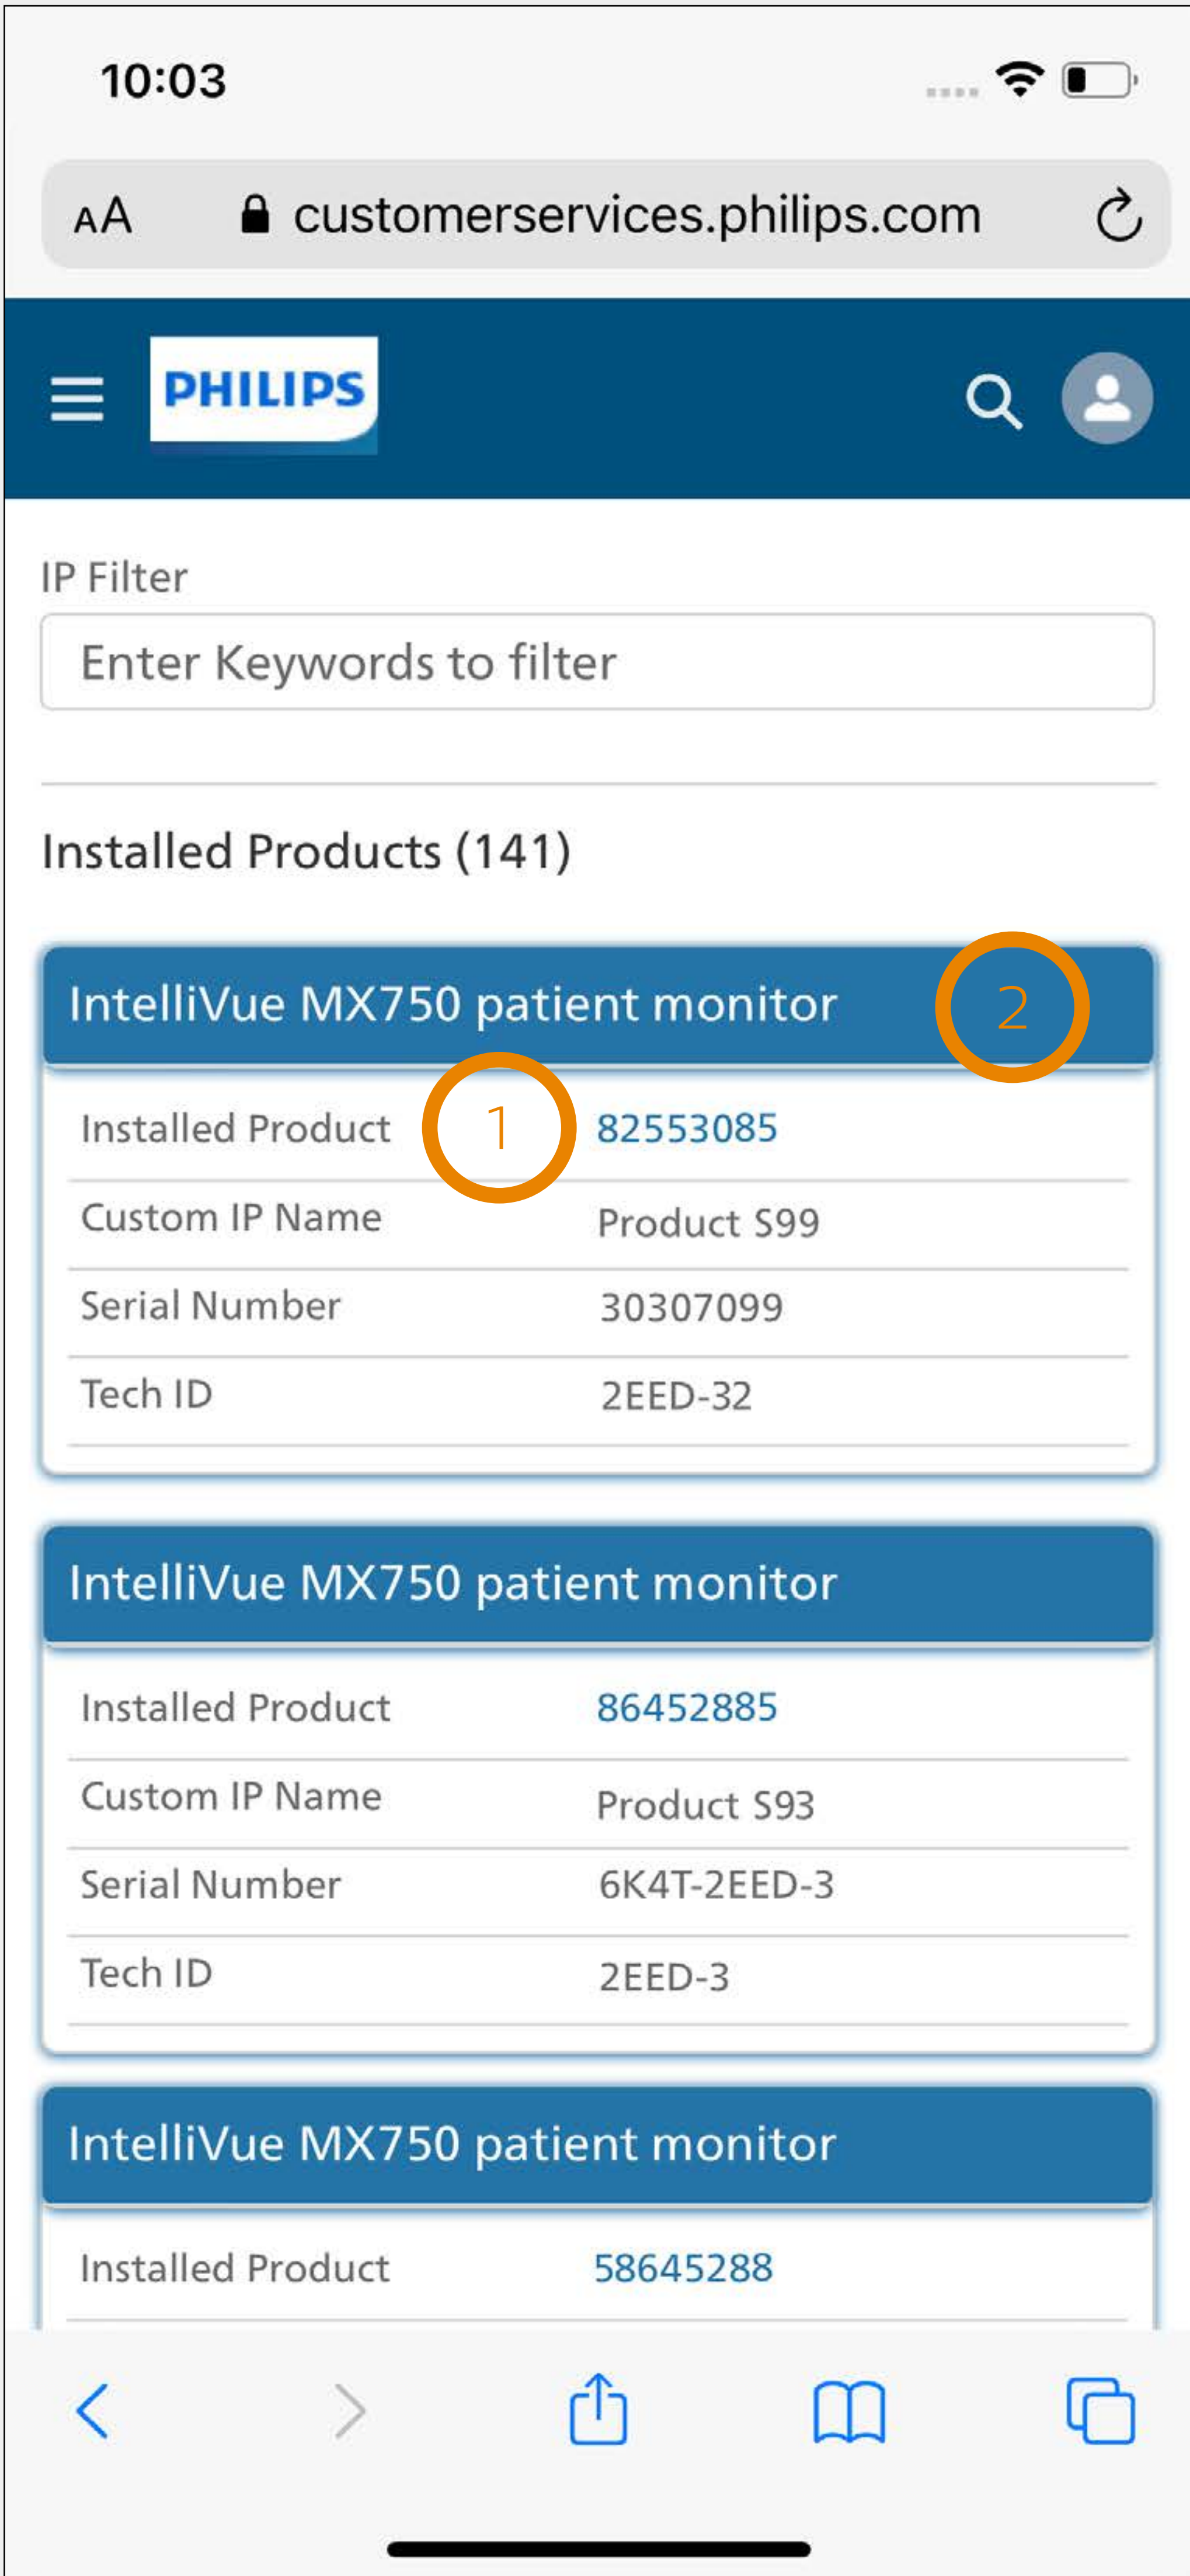 10:03
AA customerservices.philips.com
PHILIPS
IP Filter
Enter Keywords to filter
Installed Products (141)
IntelliVue MX750 patient monitor 2
Installed Product 1 82553085
Custom IP Name Product S99
Serial Number 30307099
Tech ID 2EED-32
IntelliVue MX750 patient monitor
Installed Product 86452885
Custom IP Name Product S93
Serial Number 6K4T-2EED-3
Tech ID 2EED-3
IntelliVue MX750 patient monitor
Installed Product 58645288